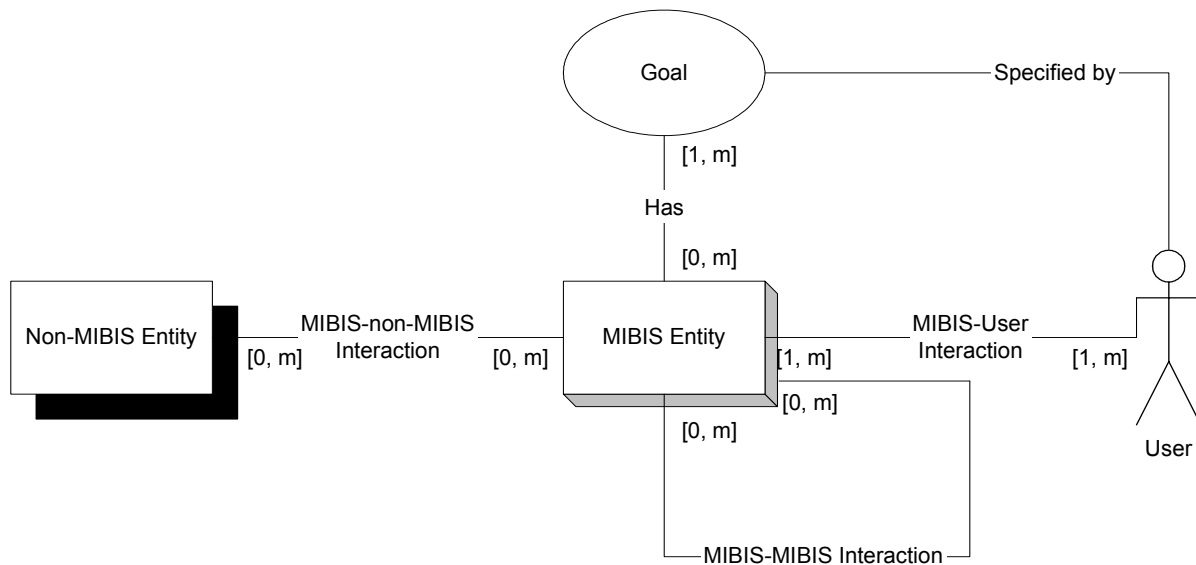 Goal
Specified by
[1, m]
Has
[0, m]
Non-MIBIS Entity
MIBIS-non-MIBIS
Interaction
[0, m]
[0, m]
MIBIS Entity
MIBIS-User
Interaction
[1, m]
[1, m]
[0, m]
[0, m]
User
MIBIS-MIBIS Interaction